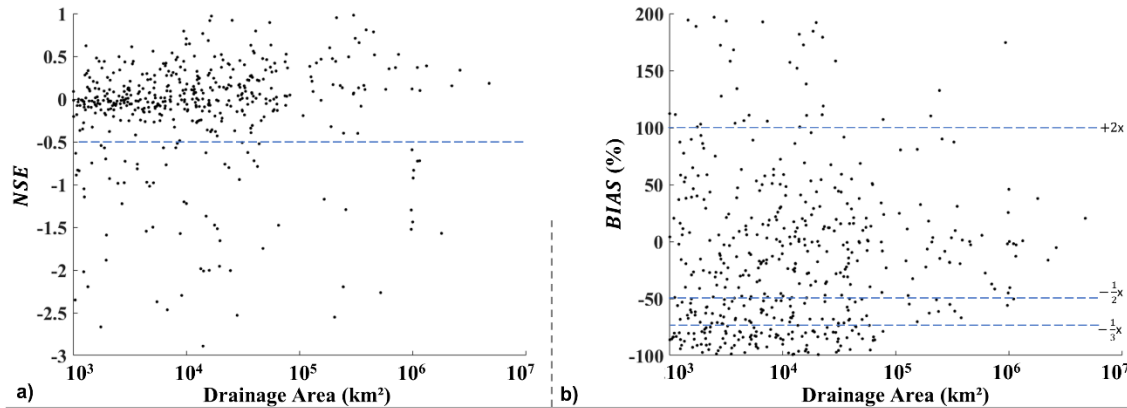 1
0.5
0
-0.5
-1
-1.5
-2
-2.5
-3
NSE
10³ 10⁴ 10⁵ 10⁶ 10⁷
Drainage Area (km²)
a)
200
150
100
50
0
-50
-100
BIAS (%)
+2x
-½x
-⅓x
10³ 10⁴ 10⁵ 10⁶ 10⁷
Drainage Area (km²)
b)